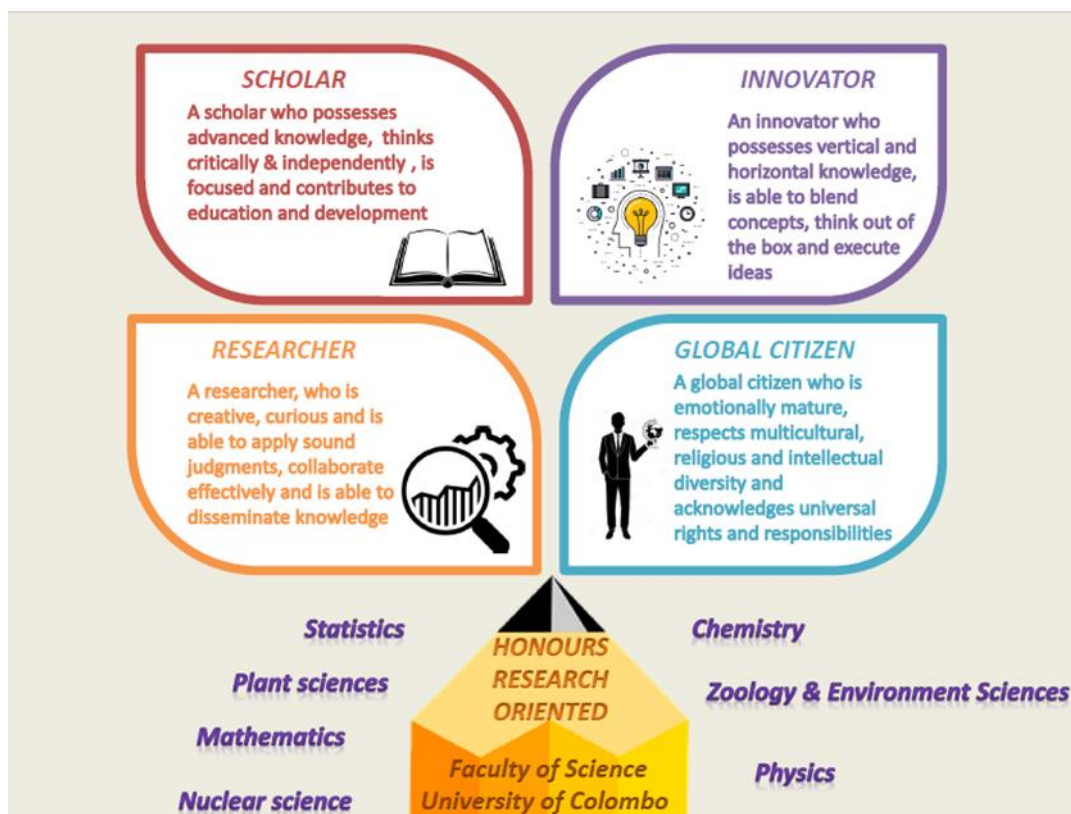 SCHOLAR
A scholar who possesses
advanced knowledge, thinks
critically & independently , is
focused and contributes to
education and development
INNOVATOR
An innovator who
possesses vertical and
horizontal knowledge,
is able to blend
concepts, think out of
the box and execute
ideas
RESEARCHER
A researcher, who is
creative, curious and is
able to apply sound
judgments, collaborate
effectively and is able to
disseminate knowledge
GLOBAL CITIZEN
A global citizen who is
emotionally mature,
respects multicultural,
religious and intellectual
diversity and
acknowledges universal
rights and responsibilities
Statistics
Plant sciences
Mathematics
Nuclear science
HONOURS
RESEARCH
ORIENTED
Faculty of Science
University of Colombo
Chemistry
Zoology & Environment Sciences
Physics